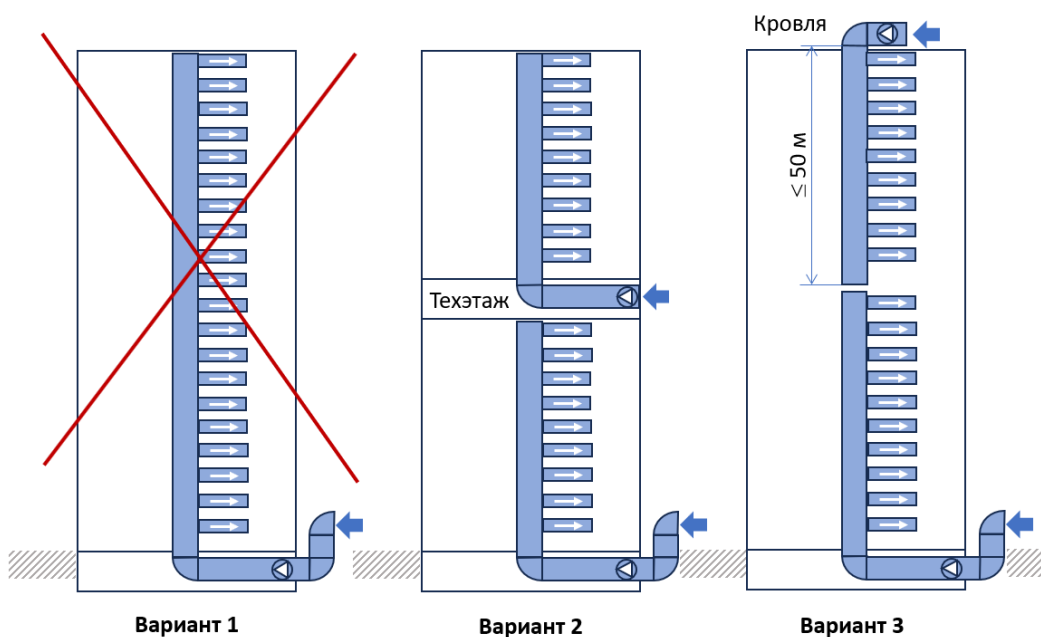 Кровля
≤ 50 м
Техэтаж
Вариант 1
Вариант 2
Вариант 3